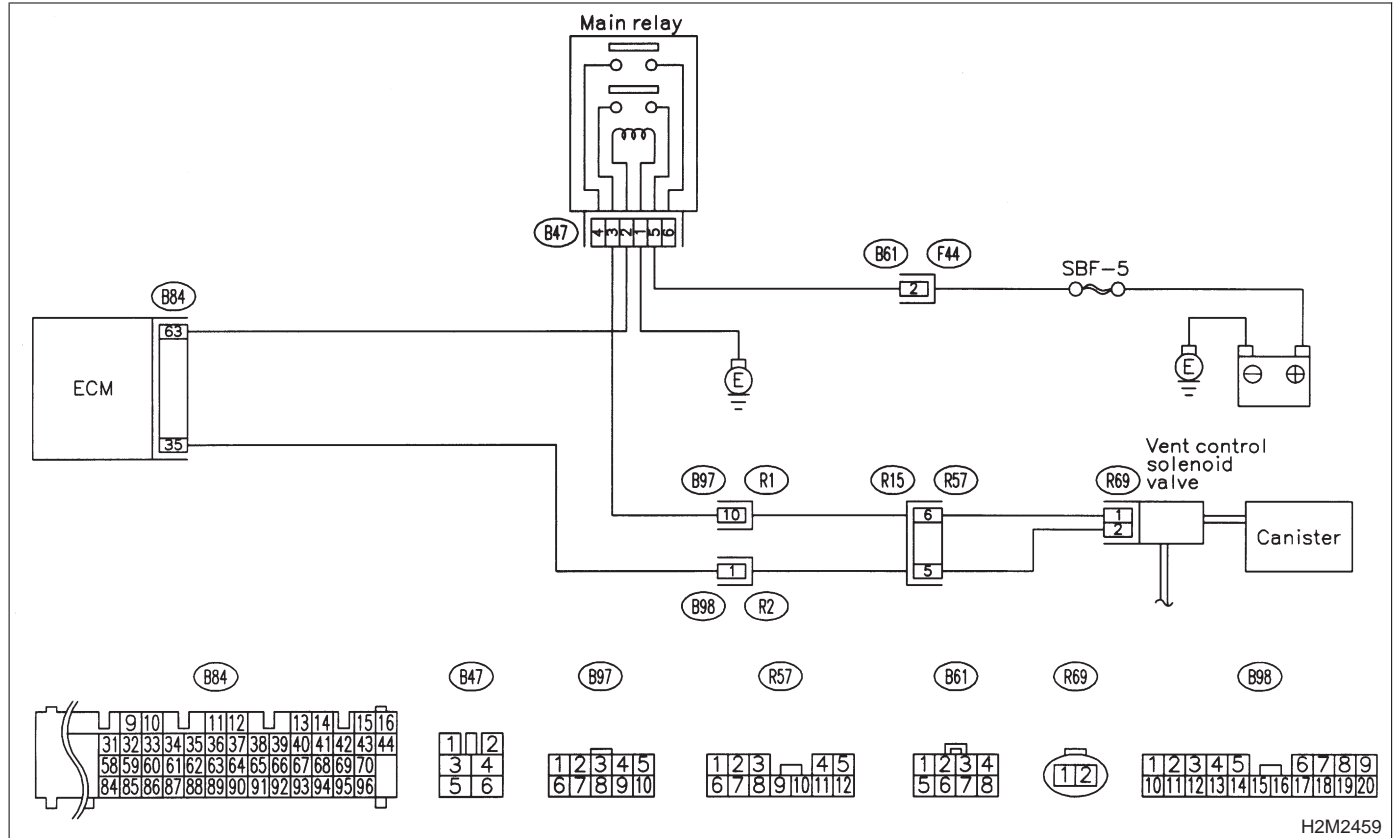 Main relay
B47
4 3 2 1 5 6
B61 F44
2
SBF-5
B84
63
35
ECM
E
E
⊖ ⊕
Vent control
solenoid
valve
B97 R1
10
R15 R57
6
5
R69
1
2
Canister
1
B98 R2
B84
9 10 11 12 13 14 15 16
31 32 33 34 35 36 37 38 39 40 41 42 43 44
58 59 60 61 62 63 64 65 66 67 68 69 70
84 85 86 87 88 89 90 91 92 93 94 95 96
B47
1 2
3 4
5 6
B97
1 2 3 4 5
6 7 8 9 10
R57
1 2 3 4 5
6 7 8 9 10 11 12
B61
1 2 3 4
5 6 7 8
R69
1 2
B98
1 2 3 4 5 6 7 8 9
10 11 12 13 14 15 16 17 18 19 20
H2M2459